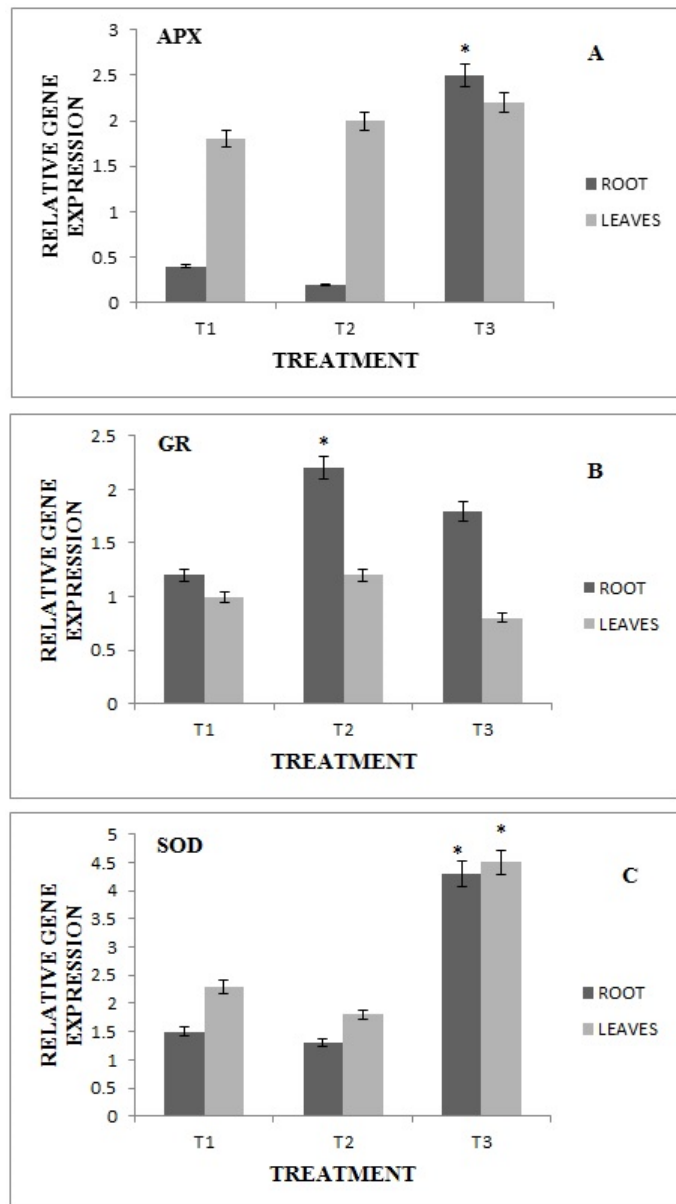 APX
A
*
3
2.5
2
1.5
1
0.5
0
RELATIVE GENE
EXPRESSION
ROOT
LEAVES
T1 T2 T3
TREATMENT
GR
B
*
2.5
2
1.5
1
0.5
0
RELATIVE GENE
EXPRESSION
ROOT
LEAVES
T1 T2 T3
TREATMENT
SOD
C
* *
5
4.5
4
3.5
3
2.5
2
1.5
1
0.5
0
RELATIVE GENE
EXPRESSION
ROOT
LEAVES
T1 T2 T3
TREATMENT